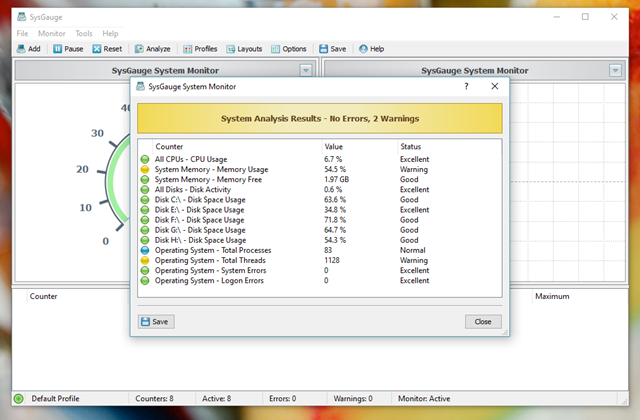 SysGauge
File Monitor Tools Help
Add Pause Reset Analyze Profiles Layouts Options Save Help
SysGauge System Monitor SysGauge System Monitor
SysGauge System Monitor ?
System Analysis Results - No Errors, 2 Warnings
40
30
20
10
0
Counter Value Status
All CPUs - CPU Usage 6.7 % Excellent
System Memory - Memory Usage 54.5 % Warning
System Memory - Memory Free 1.97 GB Good
All Disks - Disk Activity 0.6 % Excellent
Disk C:\ - Disk Space Usage 63.6 % Good
Disk E:\ - Disk Space Usage 34.8 % Excellent
Disk F:\ - Disk Space Usage 71.8 % Good
Disk G:\ - Disk Space Usage 64.7 % Good
Disk H:\ - Disk Space Usage 54.3 % Good
Operating System - Total Processes 83 Normal
Operating System - Total Threads 1128 Warning
Operating System - System Errors 0 Excellent
Operating System - Logon Errors 0 Excellent
Save Close
Counter Maximum
Default Profile Counters: 8 Active: 8 Errors: 0 Warnings: 0 Monitor: Active